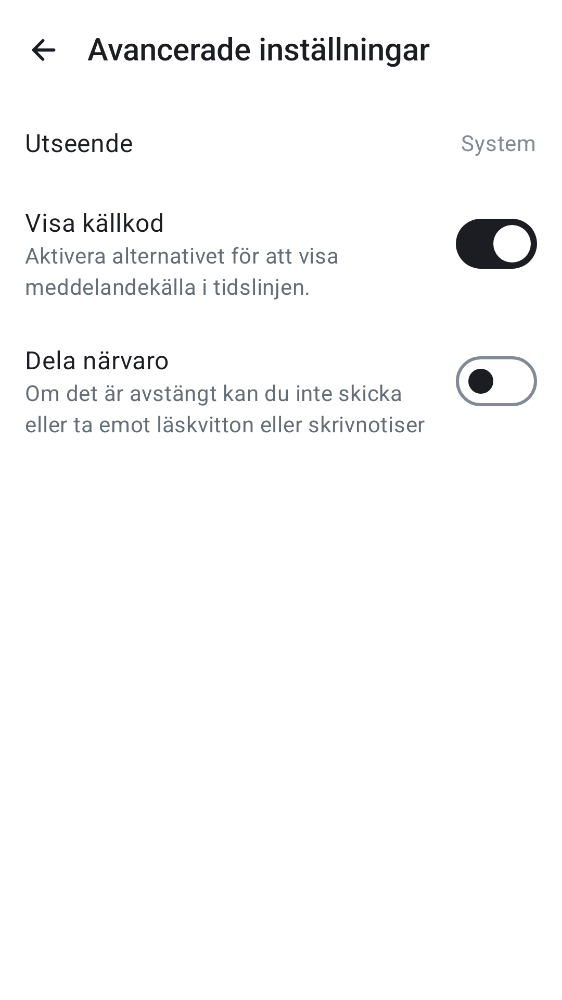 Avancerade inställningar
Utseende
System
Visa källkod
Aktivera alternativet för att visa
meddelandekälla i tidslinjen.
Dela närvaro
Om det är avstängt kan du inte skicka
eller ta emot läskvitton eller skrivnotiser